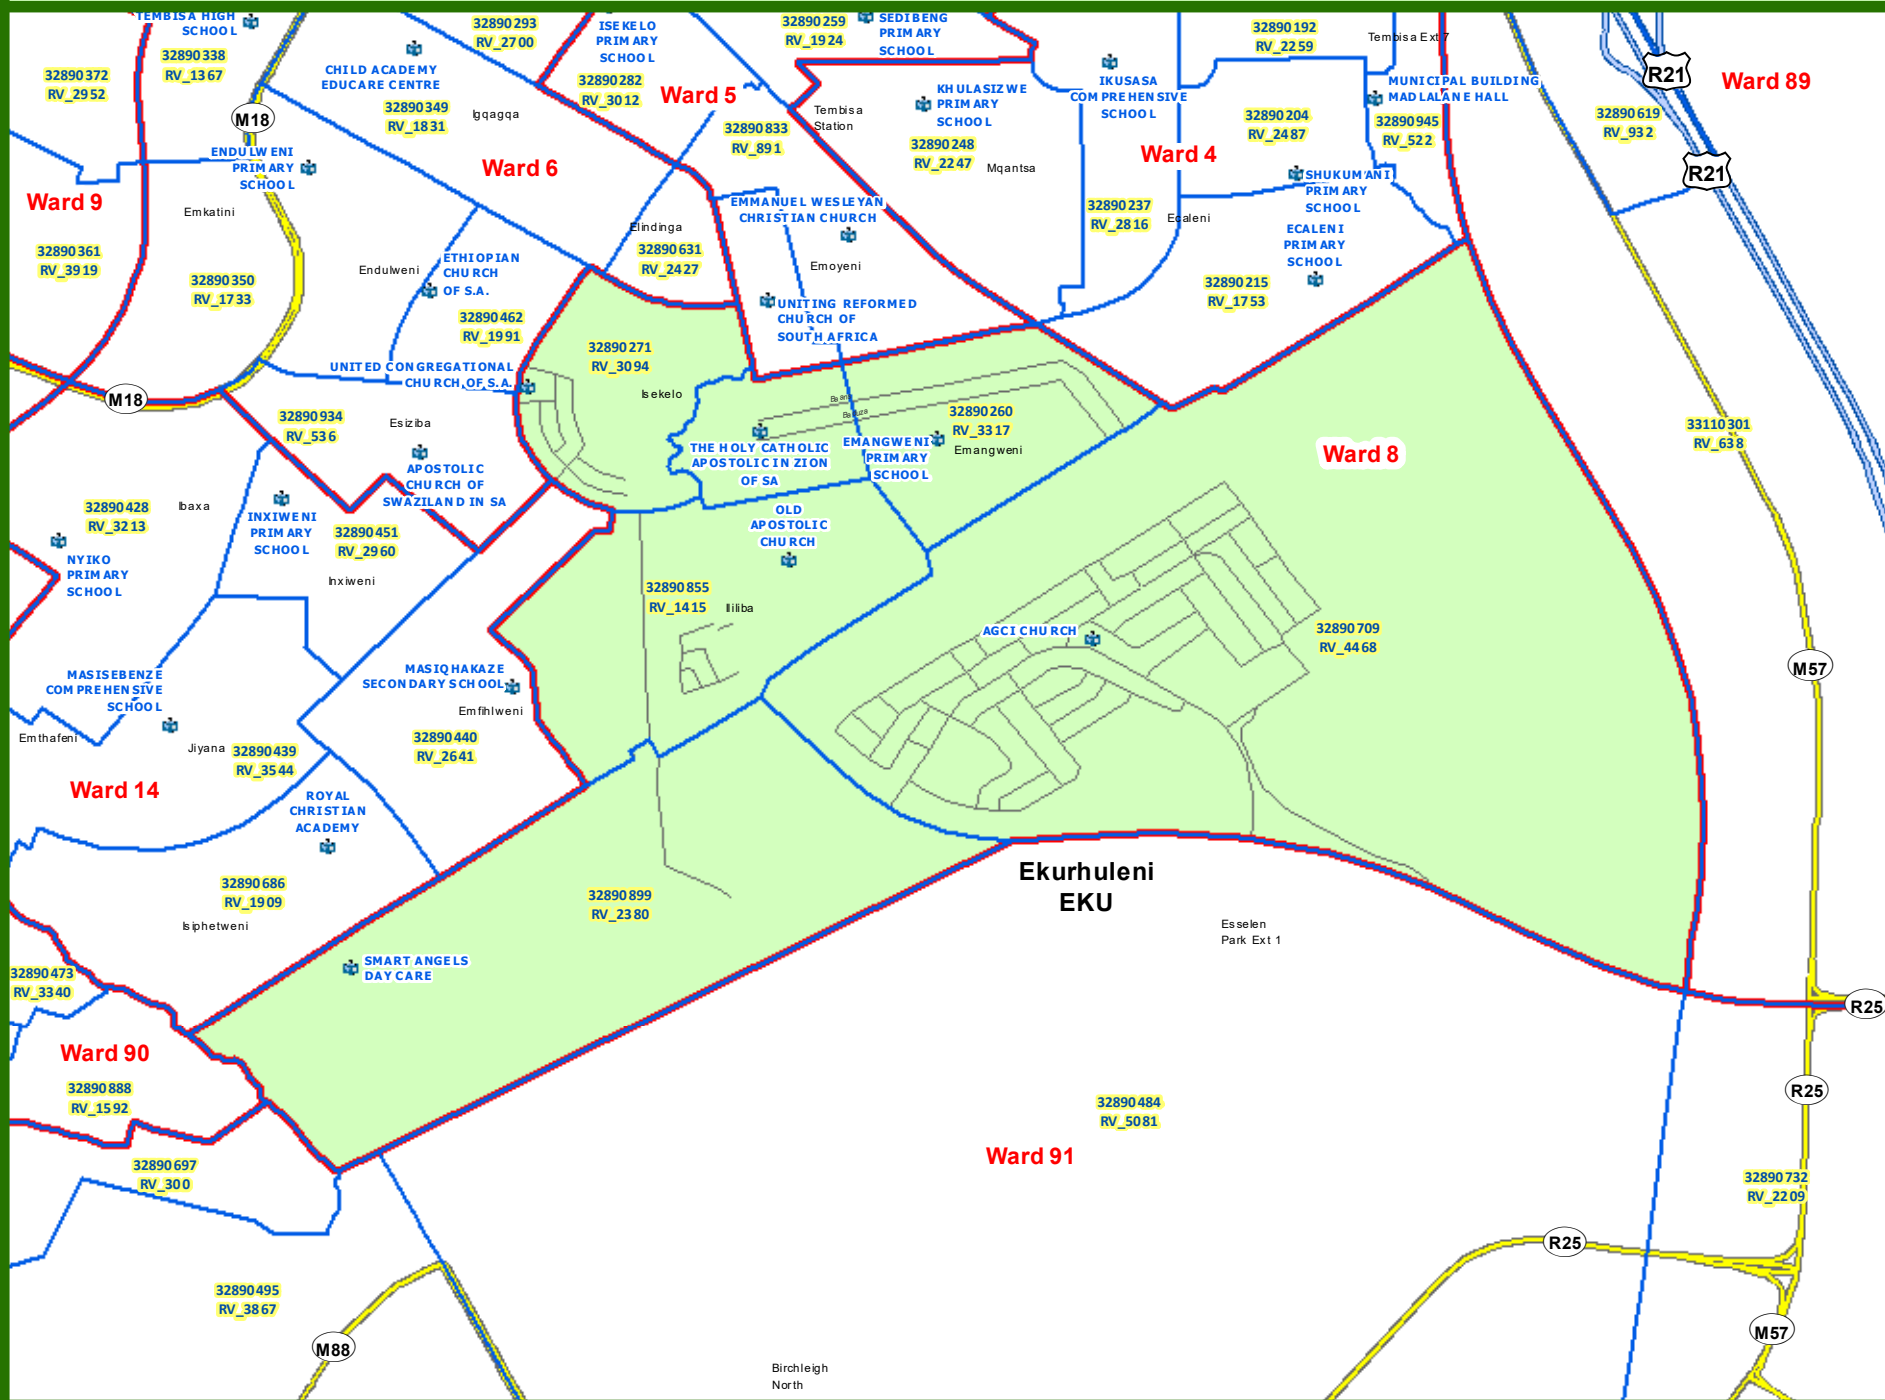 TEMBISA HIGH
SCHOOL
32890338
RV_1367
32890372
RV_2952
M18
CHILD ACADEMY
EDUCARE CENTRE
32890349
RV_1831
Igqagqa
32890293
RV_2700
ISEKELO
PRIMARY
SCHOOL
32890282
RV_3012
Ward 5
32890259
RV_1924
SEDIBENG
PRIMARY
SCHOOL
32890833
RV_891
Tembisa
Station
KHULASIZWE
PRIMARY
SCHOOL
32890248
RV_2247
Mqantsa
IKUSASA
COMPREHENSIVE
SCHOOL
Ward 4
32890192
RV_2259
Tembisa Ext 7
MUNICIPAL BUILDING
MADLALANE HALL
32890204
RV_2487
32890945
RV_522
32890619
RV_932
R21
Ward 89
R21
ENDULWENI
PRIMARY
SCHOOL
Ward 6
Ward 9
Emkatini
32890361
RV_3919
32890350
RV_1733
Endulweni
ETHIOPIAN
CHURCH
OF S.A.
32890462
RV_1991
Elindinga
32890631
RV_2427
EMMANUEL WESLEYAN
CHRISTIAN CHURCH
Emoyeni
UNITING REFORMED
CHURCH OF
SOUTH AFRICA
32890237
RV_2816
Ecaleni
SHUKUMANI
PRIMARY
SCHOOL
ECALENI
PRIMARY
SCHOOL
32890215
RV_1753
UNITED CONGREGATIONAL
CHURCH OF S.A.
32890271
RV_3094
Isekelo
M18
32890934
RV_536
Esiziba
APOSTOLIC
CHURCH OF
SWAZILAND IN SA
THE HOLY CATHOLIC
APOSTOLIC IN ZION
OF SA
EMANGWENI
PRIMARY
SCHOOL
32890260
RV_3317
Emangweni
Ward 8
33110301
RV_638
32890428
RV_3213
Ibaxa
INXIWENI
PRIMARY
SCHOOL
32890451
RV_2960
Inxiweni
NYIKO
PRIMARY
SCHOOL
OLD
APOSTOLIC
CHURCH
32890855
RV_1415
Ililiba
AGCI CHURCH
32890709
RV_4468
M57
MASISEBENZE
COMPREHENSIVE
SCHOOL
Emthafeni
Jiyana
32890439
RV_3544
MASIQHAKAZE
SECONDARY SCHOOL
Emfihlweni
32890440
RV_2641
Ward 14
ROYAL
CHRISTIAN
ACADEMY
32890686
RV_1909
Isiphetweni
32890899
RV_2380
Ekurhuleni
EKU
Esselen
Park Ext 1
SMART ANGELS
DAY CARE
32890473
RV_3340
R25
Ward 90
32890888
RV_1592
R25
32890484
RV_5081
Ward 91
32890697
RV_300
32890732
RV_2209
R25
32890495
RV_3867
M88
M57
Birchleigh
North